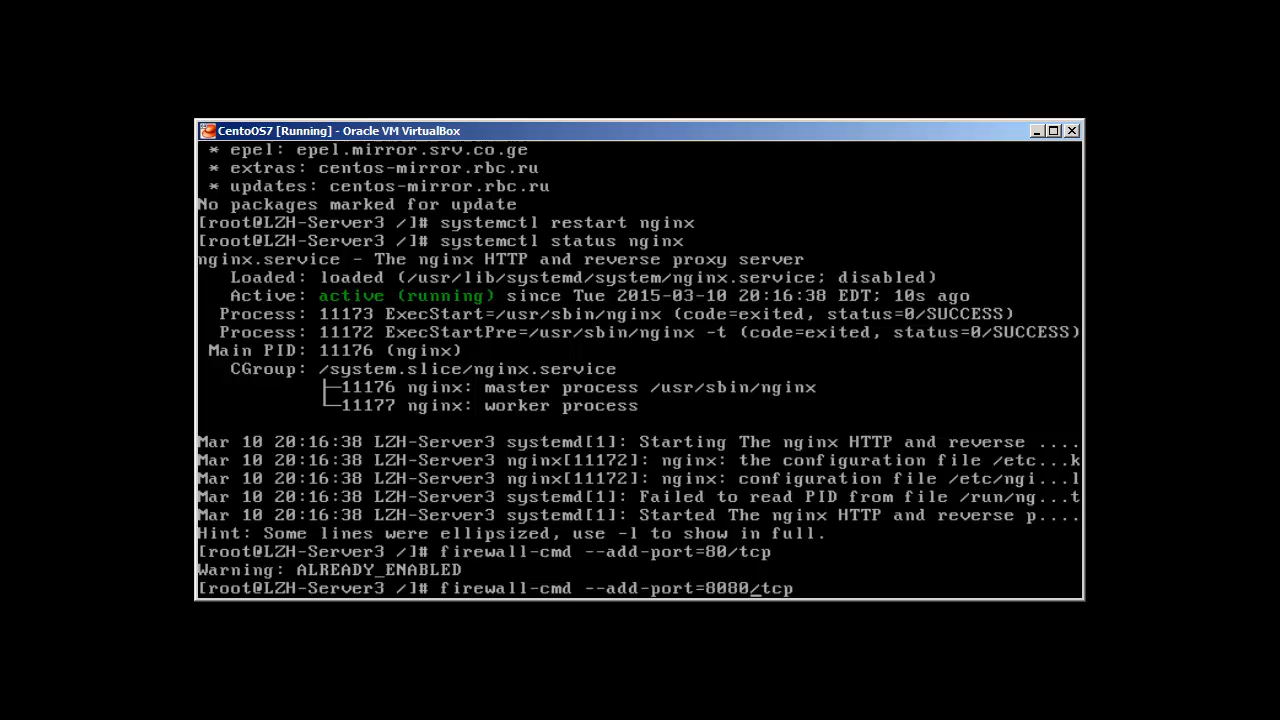 CentoOS7 [Running] - Oracle VM VirtualBox
* epel: epel.mirror.srv.co.ge
* extras: centos-mirror.rbc.ru
* updates: centos-mirror.rbc.ru
No packages marked for update
[root@LZH-Server3 /]# systemctl restart nginx
[root@LZH-Server3 /]# systemctl status nginx
nginx.service - The nginx HTTP and reverse proxy server
Loaded: loaded (/usr/lib/systemd/system/nginx.service; disabled)
Active: active (running) since Tue 2015-03-10 20:16:38 EDT; 10s ago
Process: 11173 ExecStart=/usr/sbin/nginx (code=exited, status=0/SUCCESS)
Process: 11172 ExecStartPre=/usr/sbin/nginx -t (code=exited, status=0/SUCCESS)
Main PID: 11176 (nginx)
CGroup: /system.slice/nginx.service
├─11176 nginx: master process /usr/sbin/nginx
└─11177 nginx: worker process
Mar 10 20:16:38 LZH-Server3 systemd[1]: Starting The nginx HTTP and reverse ....
Mar 10 20:16:38 LZH-Server3 nginx[11172]: nginx: the configuration file /etc...k
Mar 10 20:16:38 LZH-Server3 nginx[11172]: nginx: configuration file /etc/ngi...l
Mar 10 20:16:38 LZH-Server3 systemd[1]: Failed to read PID from file /run/ng...t
Mar 10 20:16:38 LZH-Server3 systemd[1]: Started The nginx HTTP and reverse p....
Hint: Some lines were ellipsized, use -l to show in full.
[root@LZH-Server3 /]# firewall-cmd --add-port=80/tcp
Warning: ALREADY_ENABLED
[root@LZH-Server3 /]# firewall-cmd --add-port=8080/tcp